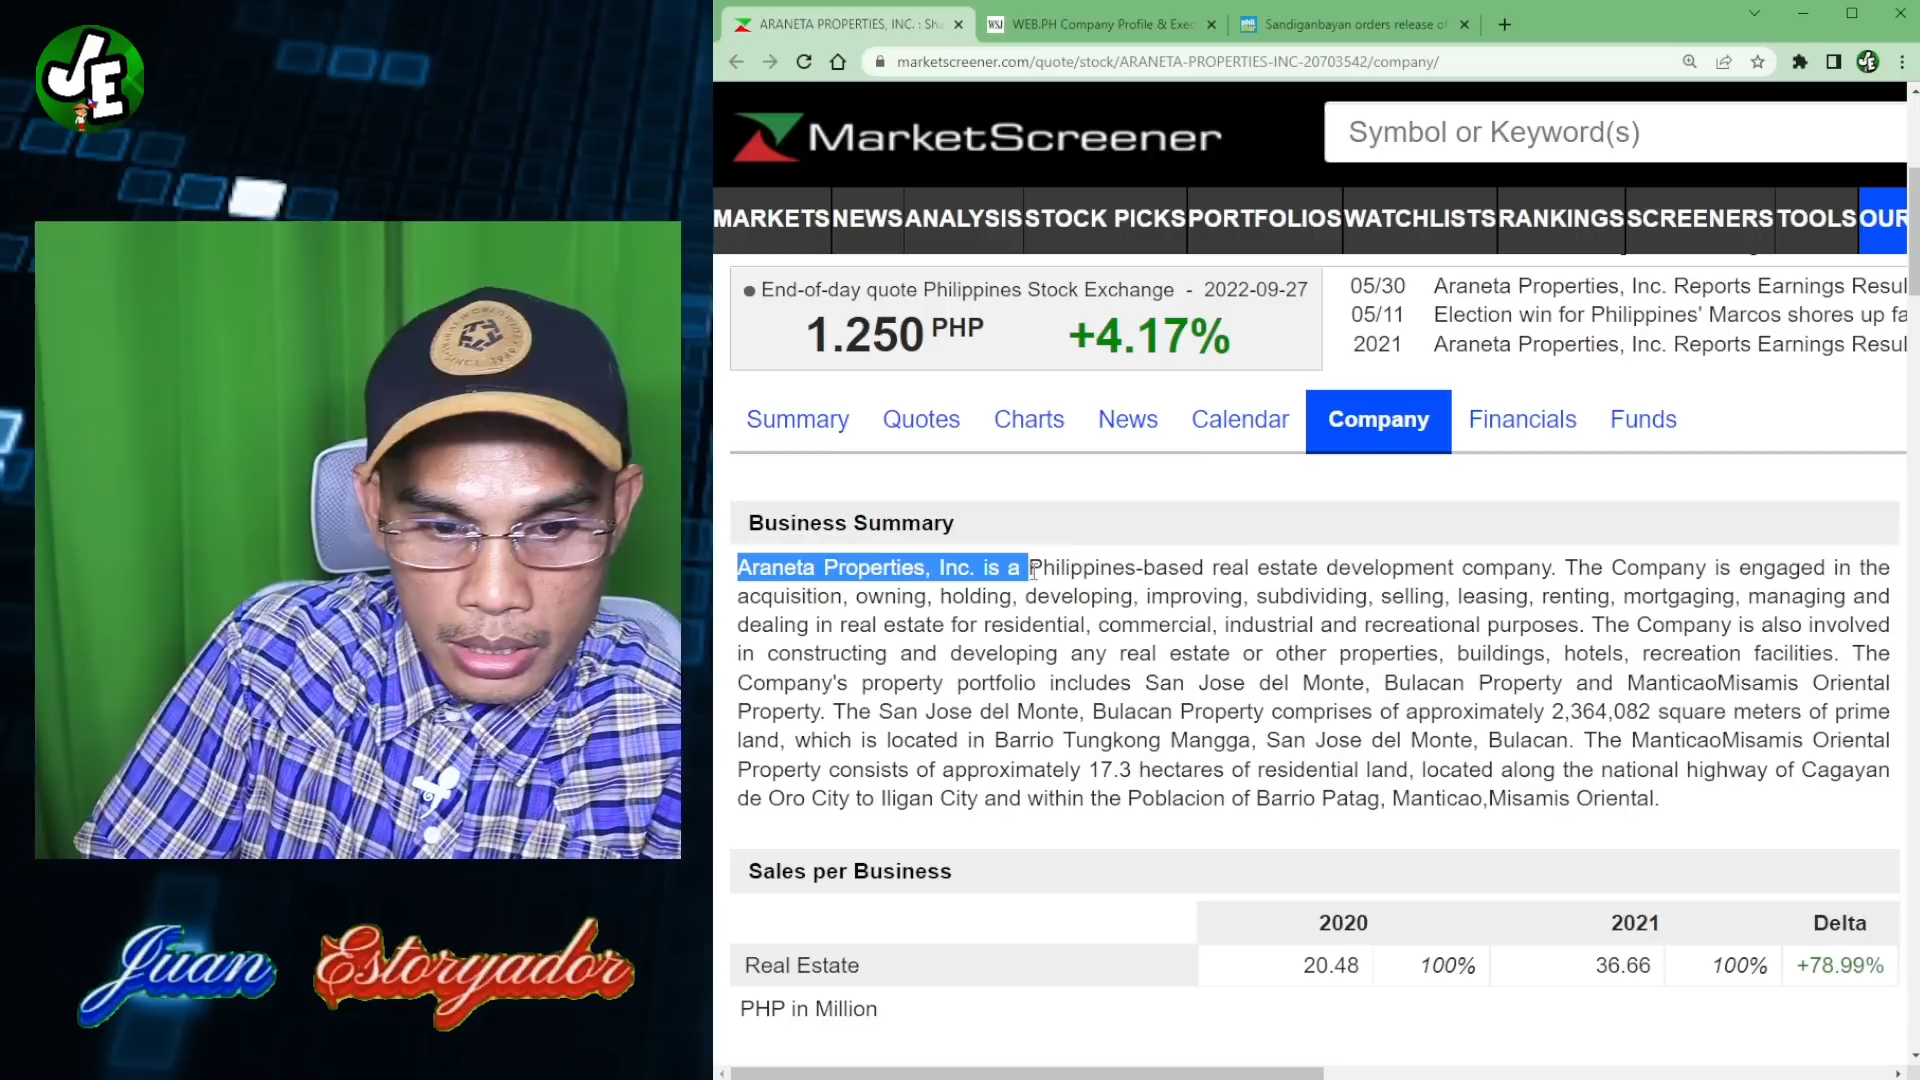 JE
Juan Estoryador
ARANETA PROPERTIES, INC. : Sha
WSJ
WEB.PH Company Profile & Exec
phil star
Sandiganbayan orders release of
marketscreener.com/quote/stock/ARANETA-PROPERTIES-INC-20703542/company/
JE
MarketScreener
Symbol or Keyword(s)
MARKETS NEWS ANALYSIS STOCK PICKS PORTFOLIOS WATCHLISTS RANKINGS SCREENERS TOOLS OUR
End-of-day quote Philippines Stock Exchange - 2022-09-27
1.250 PHP +4.17%
05/30 Araneta Properties, Inc. Reports Earnings Resul
05/11 Election win for Philippines' Marcos shores up fa
2021 Araneta Properties, Inc. Reports Earnings Resul
Summary Quotes Charts News Calendar Company Financials Funds
Business Summary
Araneta Properties, Inc. is a Philippines-based real estate development company. The Company is engaged in the
acquisition, owning, holding, developing, improving, subdividing, selling, leasing, renting, mortgaging, managing and
dealing in real estate for residential, commercial, industrial and recreational purposes. The Company is also involved
in constructing and developing any real estate or other properties, buildings, hotels, recreation facilities. The
Company's property portfolio includes San Jose del Monte, Bulacan Property and ManticaoMisamis Oriental
Property. The San Jose del Monte, Bulacan Property comprises of approximately 2,364,082 square meters of prime
land, which is located in Barrio Tungkong Mangga, San Jose del Monte, Bulacan. The ManticaoMisamis Oriental
Property consists of approximately 17.3 hectares of residential land, located along the national highway of Cagayan
de Oro City to Iligan City and within the Poblacion of Barrio Patag, Manticao,Misamis Oriental.
Sales per Business
2020 2021 Delta
Real Estate 20.48 100% 36.66 100% +78.99%
PHP in Million